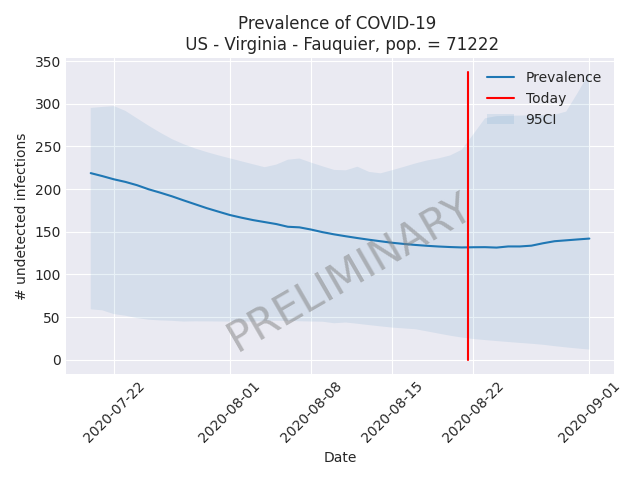 Prevalence of COVID-19
US - Virginia - Fauquier, pop. = 71222
350
300
250
200
150
100
50
0
# undetected infections
Prevalence
Today
95CI
PRELIMINARY
2020-07-22
2020-08-01
2020-08-08
2020-08-15
2020-08-22
2020-09-01
Date